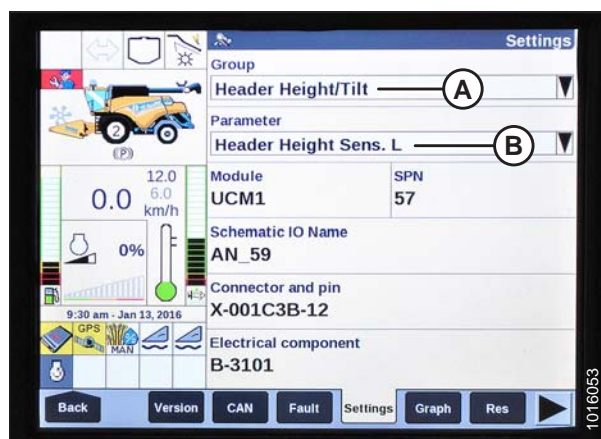 Settings
Group
Header Height/Tilt
A
Parameter
Header Height Sens. L
B
Module
UCM1
SPN
57
Schematic IO Name
AN_59
Connector and pin
X-001C3B-12
Electrical component
B-3101
2
(P)
12.0
6.0
0.0
km/h
0%
9:30 am - Jan 13, 2016
GPS
MAN
Back
Version
CAN
Fault
Settings
Graph
Res
1016053